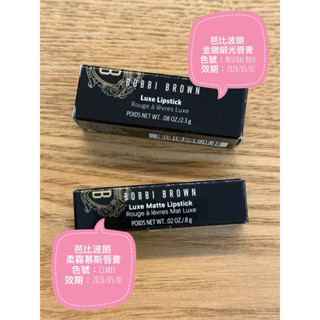 芭比波朗
金緻緞光唇膏
色號：Neutral Rose
效期：2026/05/01
BOBBI BROWN
Luxe Lipstick
Rouge à lèvres Luxe
POIDS NET WT. .08 OZ./2.3 g
BOBBI BROWN
Luxe Matte Lipstick
Rouge à lèvres Mat Luxe
POIDS NET WT. .02 OZ./.8 g
芭比波朗
柔霧慕斯唇膏
色號：Claret
效期：2026/05/01